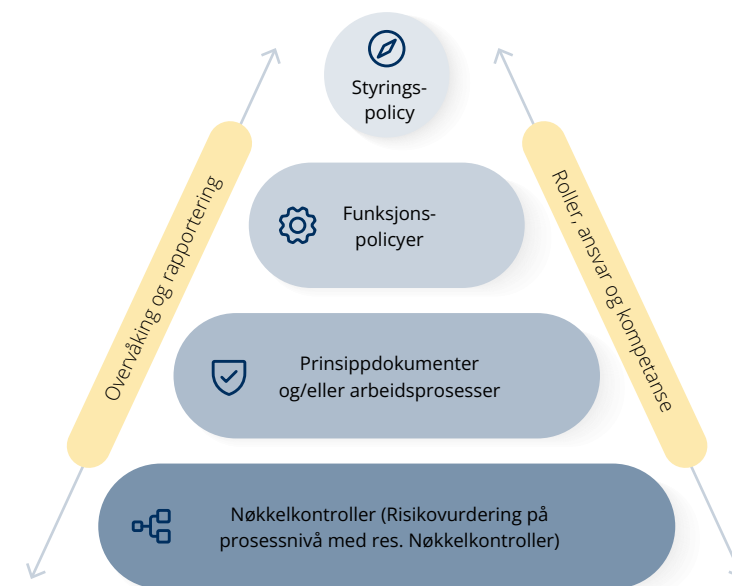 Styrings-
policy
Funksjons-
policyer
Overvåking og rapportering
Roller, ansvar og kompetanse
Prinsippdokumenter
og/eller arbeidsprosesser
Nøkkelkontroller (Risikovurdering på
prosessnivå med res. Nøkkelkontroller)